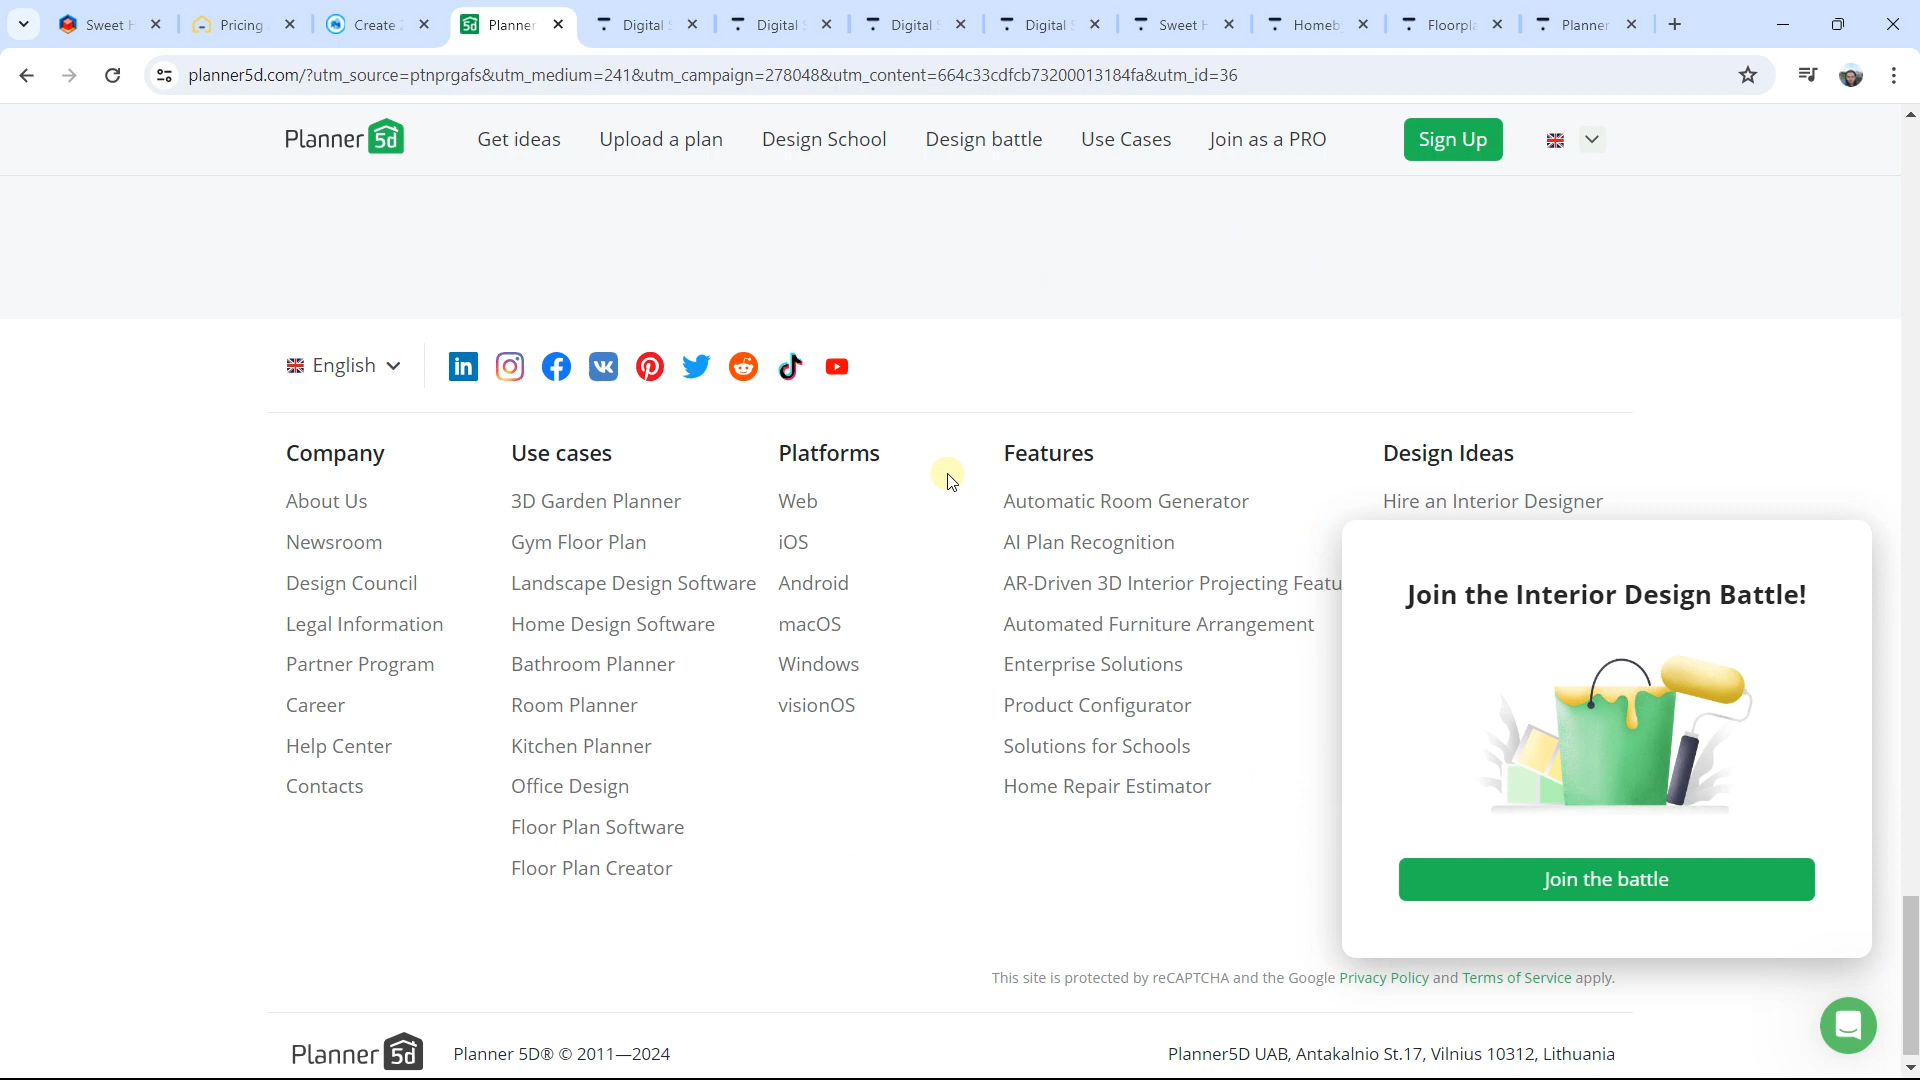 Sweet H
Pricing
Create
Planner
Digital S
Digital S
Digital S
Digital S
Sweet H
Homeby
Floorpla
Planner
planner5d.com/?utm_source=ptnprgafs&utm_medium=241&utm_campaign=278048&utm_content=664c33cdfcb73200013184fa&utm_id=36
Planner 5d
Get ideas
Upload a plan
Design School
Design battle
Use Cases
Join as a PRO
Sign Up
English
Company
About Us
Newsroom
Design Council
Legal Information
Partner Program
Career
Help Center
Contacts
Use cases
3D Garden Planner
Gym Floor Plan
Landscape Design Software
Home Design Software
Bathroom Planner
Room Planner
Kitchen Planner
Office Design
Floor Plan Software
Floor Plan Creator
Platforms
Web
iOS
Android
macOS
Windows
visionOS
Features
Automatic Room Generator
AI Plan Recognition
AR-Driven 3D Interior Projecting Featu
Automated Furniture Arrangement
Enterprise Solutions
Product Configurator
Solutions for Schools
Home Repair Estimator
Design Ideas
Hire an Interior Designer
Join the Interior Design Battle!
Join the battle
This site is protected by reCAPTCHA and the Google Privacy Policy and Terms of Service apply.
Planner 5d
Planner 5D® © 2011—2024
Planner5D UAB, Antakalnio St.17, Vilnius 10312, Lithuania